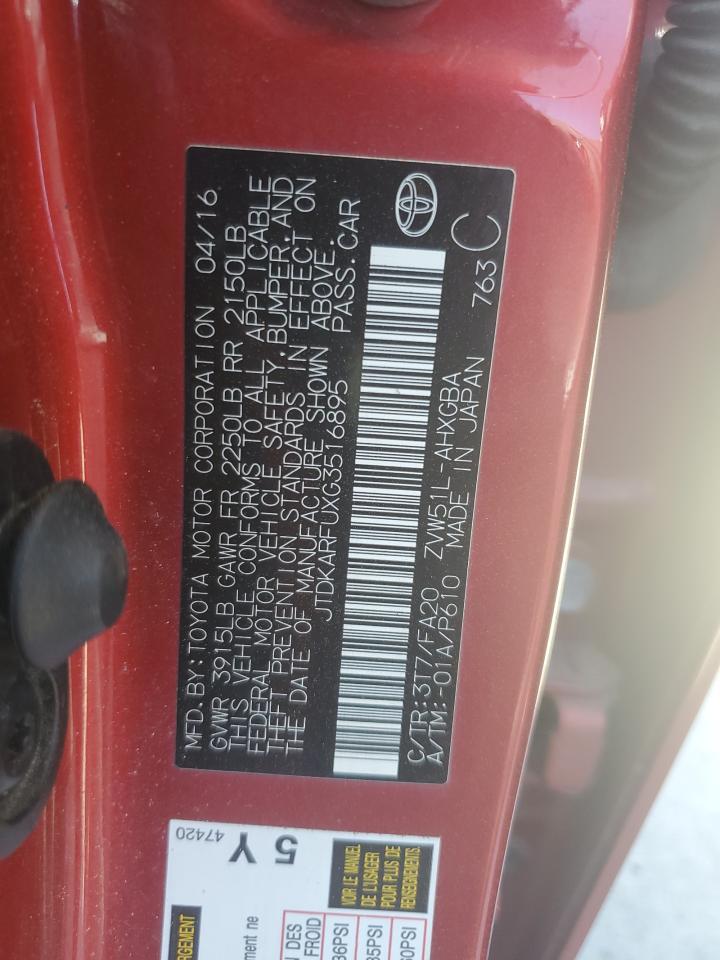 MFD. BY: TOYOTA MOTOR CORPORATION 04/16
GVWR 3915LB GAWR FR 2250LB RR 2150LB
THIS VEHICLE CONFORMS TO ALL APPLICABLE
FEDERAL MOTOR VEHICLE SAFETY, BUMPER, AND
THEFT PREVENTION STANDARDS IN EFFECT ON
THE DATE OF MANUFACTURE SHOWN ABOVE.
JTDKARFUXG3516895 PASS. CAR
C/TR:3T7/FA20 ZVW51L-AHXGBA
A/TM:-01A/P610 MADE IN JAPAN 763 C
47420
5 Y
VOIR LE MANUEL
DE L'USAGER
POUR PLUS DE
RENSEIGNEMENTS
ne
DES
FROID